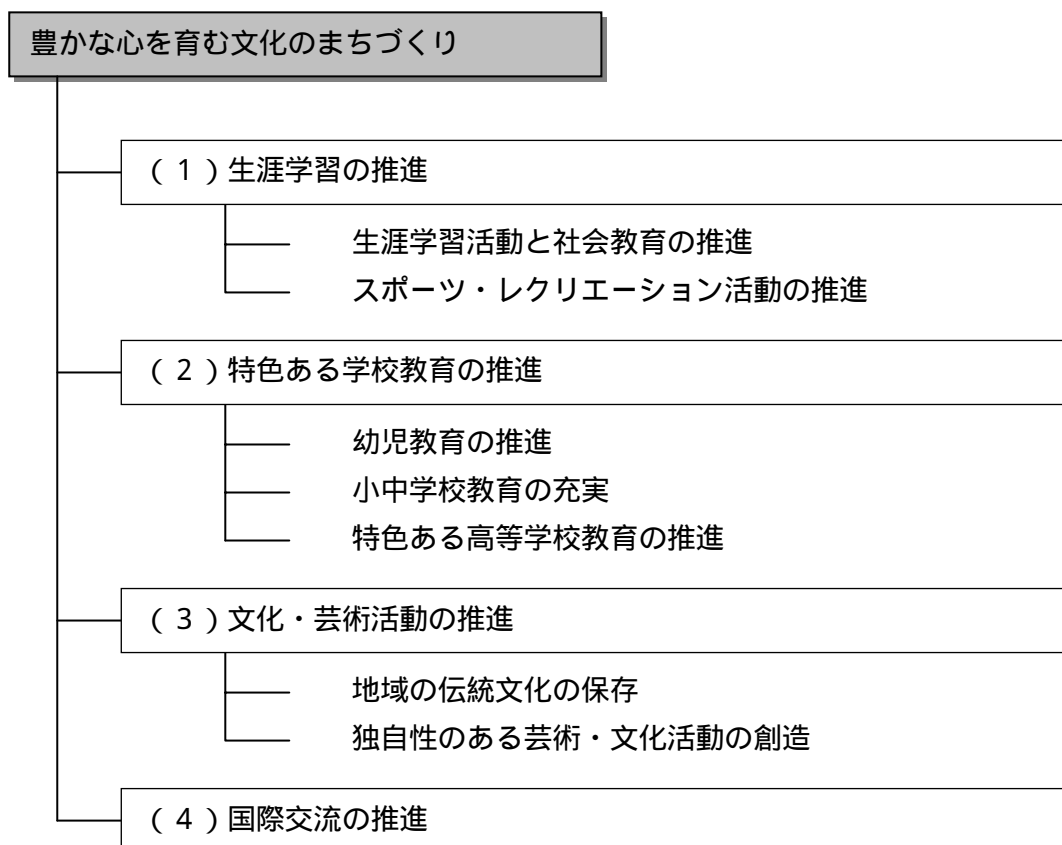 豊かな心を育む文化のまちづくり
(1)生涯学習の推進
生涯学習活動と社会教育の推進
スポーツ・レクリエーション活動の推進
(2)特色ある学校教育の推進
幼児教育の推進
小中学校教育の充実
特色ある高等学校教育の推進
(3)文化・芸術活動の推進
地域の伝統文化の保存
独自性のある芸術・文化活動の創造
(4)国際交流の推進